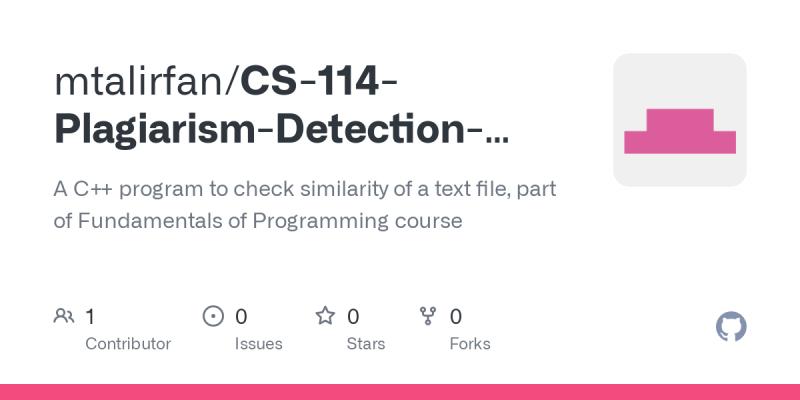 mtalirfan/CS-114-
Plagiarism-Detection-...
A C++ program to check similarity of a text file, part
of Fundamentals of Programming course
1 0 0 0
Contributor Issues Stars Forks